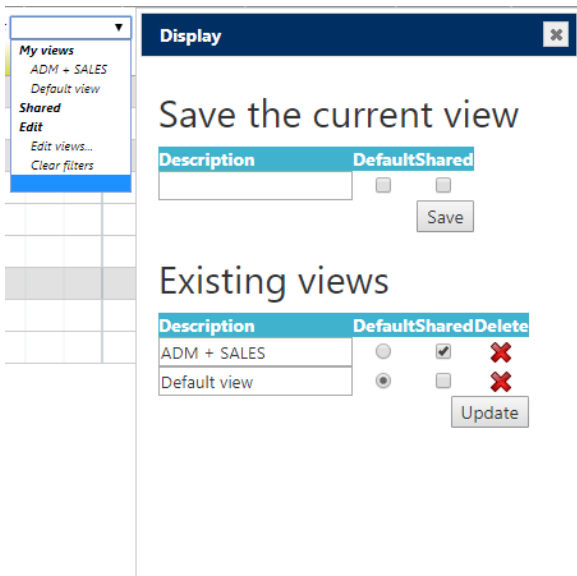 My views
ADM + SALES
Default view
Shared
Edit
Edit views...
Clear filters
Display
Save the current view
Description Default Shared
Save
Existing views
Description Default Shared Delete
ADM + SALES
Default view
Update